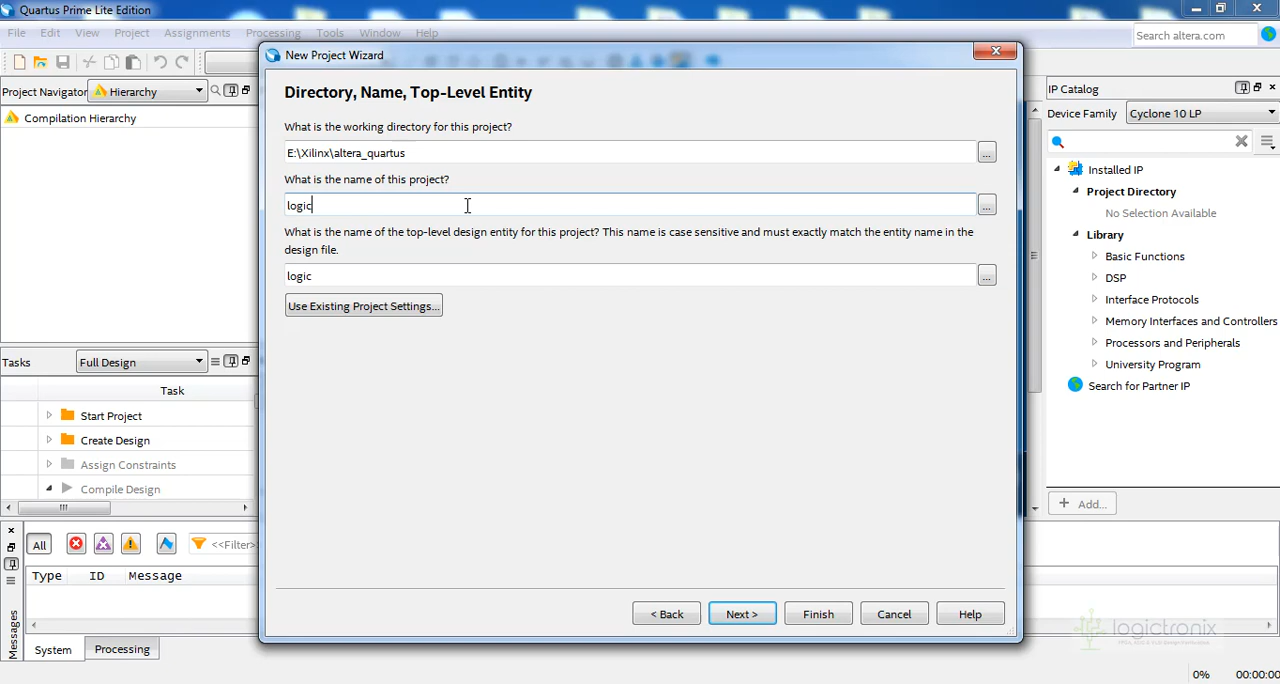 Quartus Prime Lite Edition
File Edit View Project Assignments Processing Tools Window Help
Search altera.com
New Project Wizard
Project Navigator
Hierarchy
Compilation Hierarchy
Directory, Name, Top-Level Entity
What is the working directory for this project?
E:\Xilinx\altera_quartus
...
What is the name of this project?
logic
...
What is the name of the top-level design entity for this project? This name is case sensitive and must exactly match the entity name in the
design file.
logic
...
Use Existing Project Settings...
IP Catalog
Device Family Cyclone 10 LP
Installed IP
Project Directory
No Selection Available
Library
Basic Functions
DSP
Interface Protocols
Memory Interfaces and Controllers
Processors and Peripherals
University Program
Search for Partner IP
+ Add...
Tasks Full Design
Task
Start Project
Create Design
Assign Constraints
Compile Design
All
<<Filter>
Type ID Message
Messages
System Processing
< Back Next > Finish Cancel Help
logictronix
0% 00:00:00